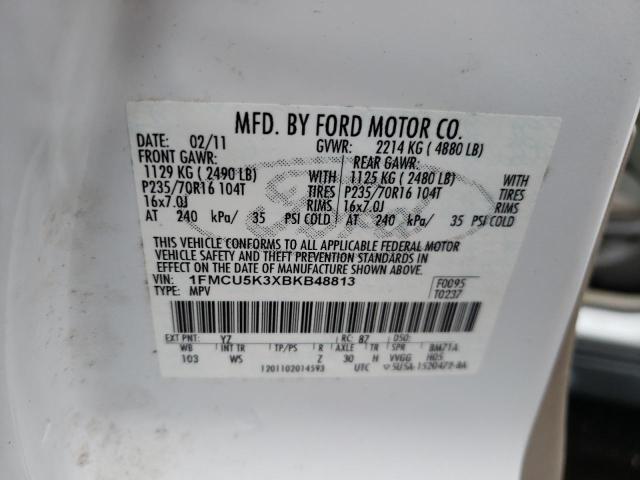 MFD. BY FORD MOTOR CO.
DATE: 02/11 GVWR: 2214 KG ( 4880 LB)
FRONT GAWR: REAR GAWR:
1129 KG ( 2490 LB) WITH 1125 KG ( 2480 LB) WITH
P235/70R16 104T TIRES P235/70R16 104T TIRES
16x7.0J RIMS 16x7.0J RIMS
AT 240 kPa/ 35 PSI COLD AT 240 kPa/ 35 PSI COLD
THIS VEHICLE CONFORMS TO ALL APPLICABLE FEDERAL MOTOR
VEHICLE SAFETY AND THEFT PREVENTION STANDARDS IN
EFFECT ON THE DATE OF MANUFACTURE SHOWN ABOVE.
VIN: 1FMCU5K3XBKB48813 F0095
TYPE: MPV T0237
EXT PNT: YZ RC: 87 DSO:
WB INT TR TP/PS R AXLE TR SPR BM71A
103 WS Z 30 H VVGG H05
1201102014593 UTC 5U5A-1520472-AA
Ford